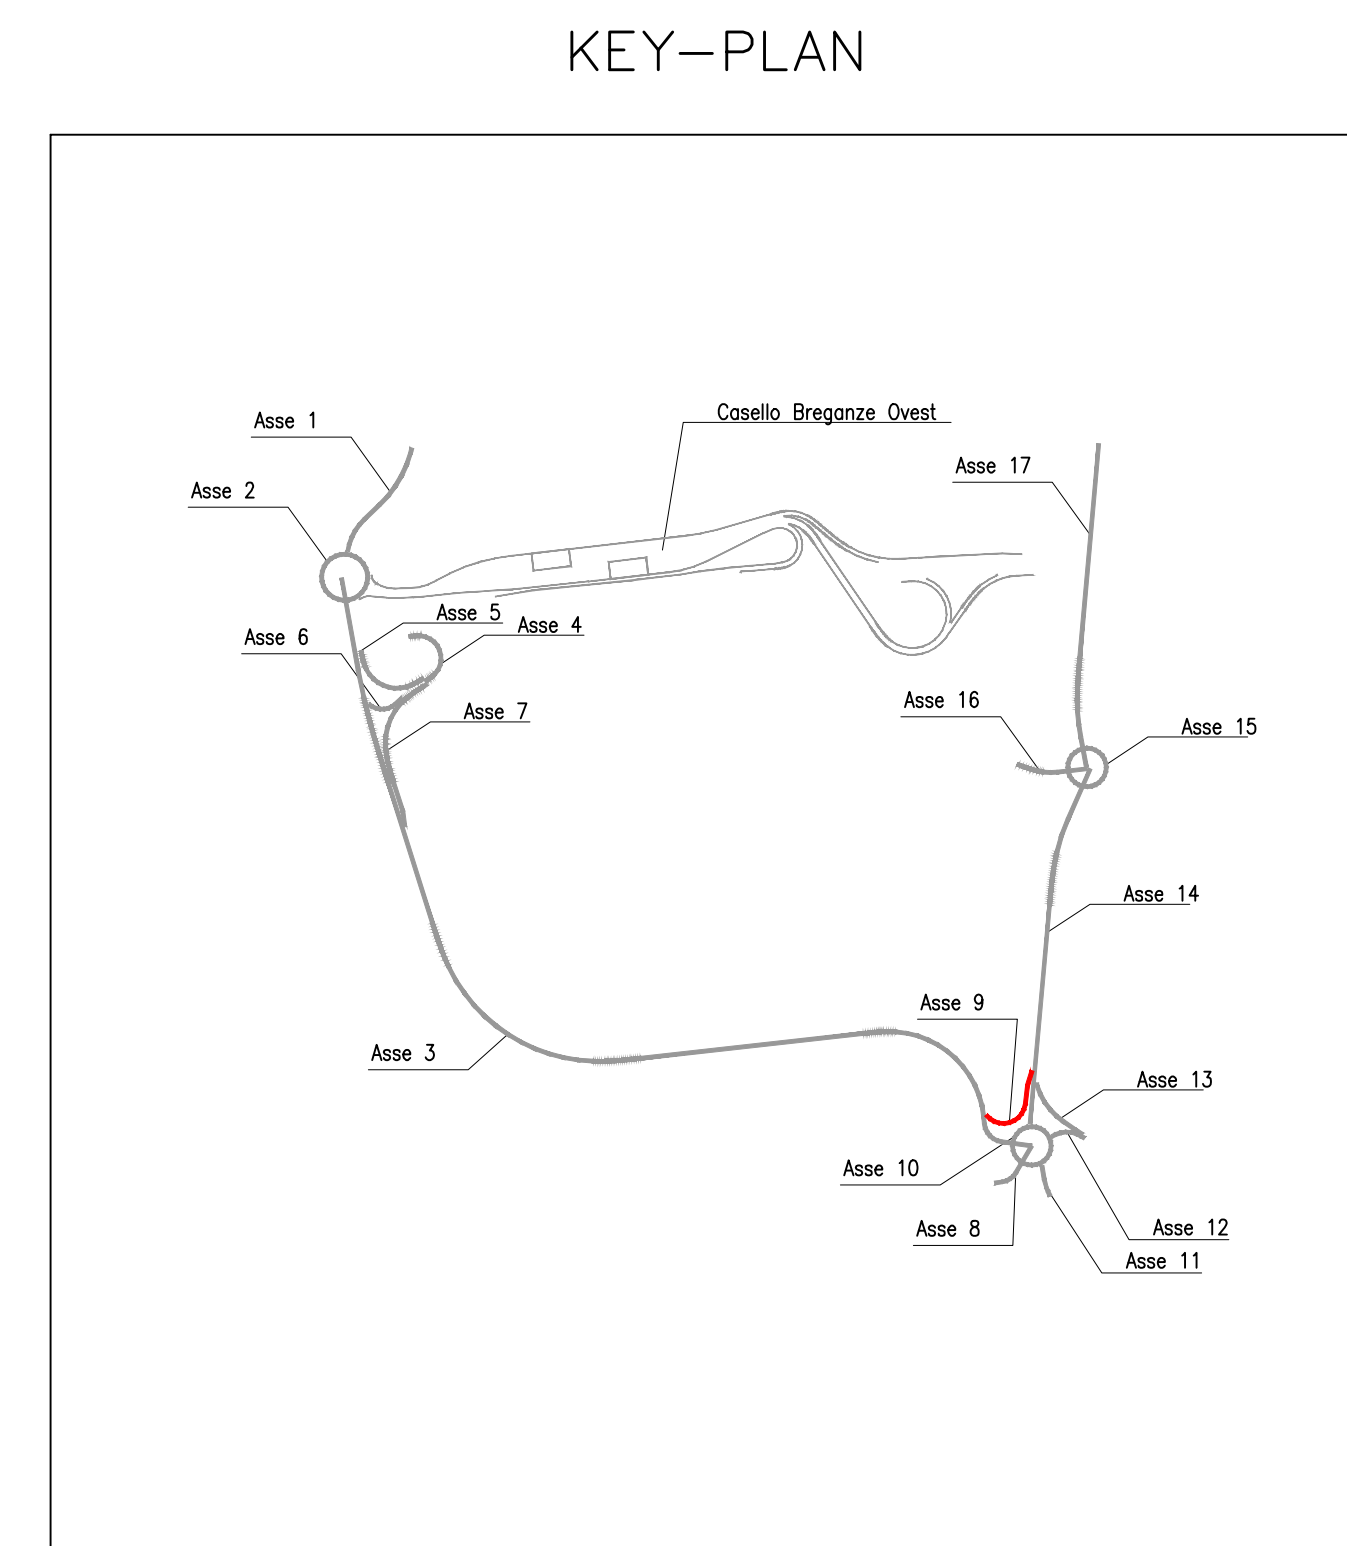 KEY-PLAN
Casello Breganze Ovest
Asse 1
Asse 17
Asse 2
Asse 5
Asse 4
Asse 6
Asse 16
Asse 7
Asse 15
Asse 14
Asse 9
Asse 3
Asse 13
Asse 10
Asse 8
Asse 12
Asse 11